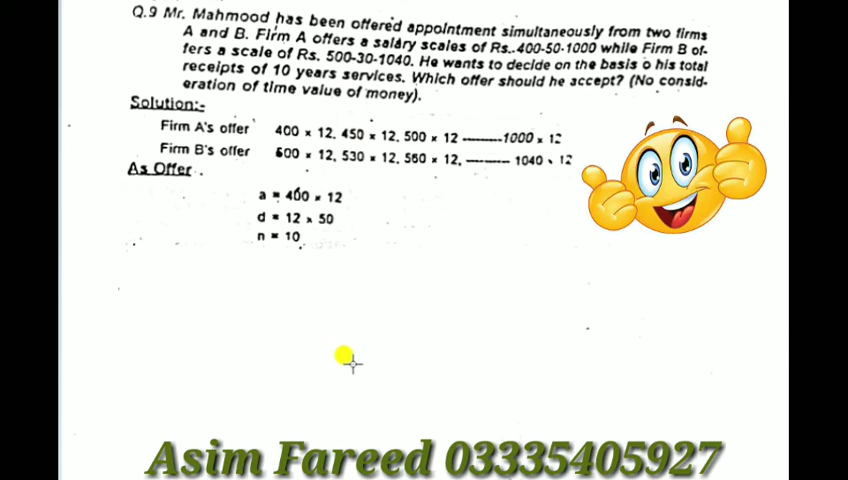 Q.9 Mr. Mahmood has been offered appointment simultaneously from two firms
A and B. Firm A offers a salary scales of Rs..400-50-1000 while Firm B of-
fers a scale of Rs. 500-30-1040. He wants to decide on the basis o his total
receipts of 10 years services. Which offer should he accept? (No consid-
eration of time value of money).
Solution:-
Firm A's offer 400 × 12, 450 × 12, 500 × 12 ---------1000 × 12
Firm B's offer 500 × 12, 530 × 12, 560 × 12, --------- 1040 × 12
As Offer .
a = 400 × 12
d = 12 × 50
n = 10
Asim Fareed 03335405927